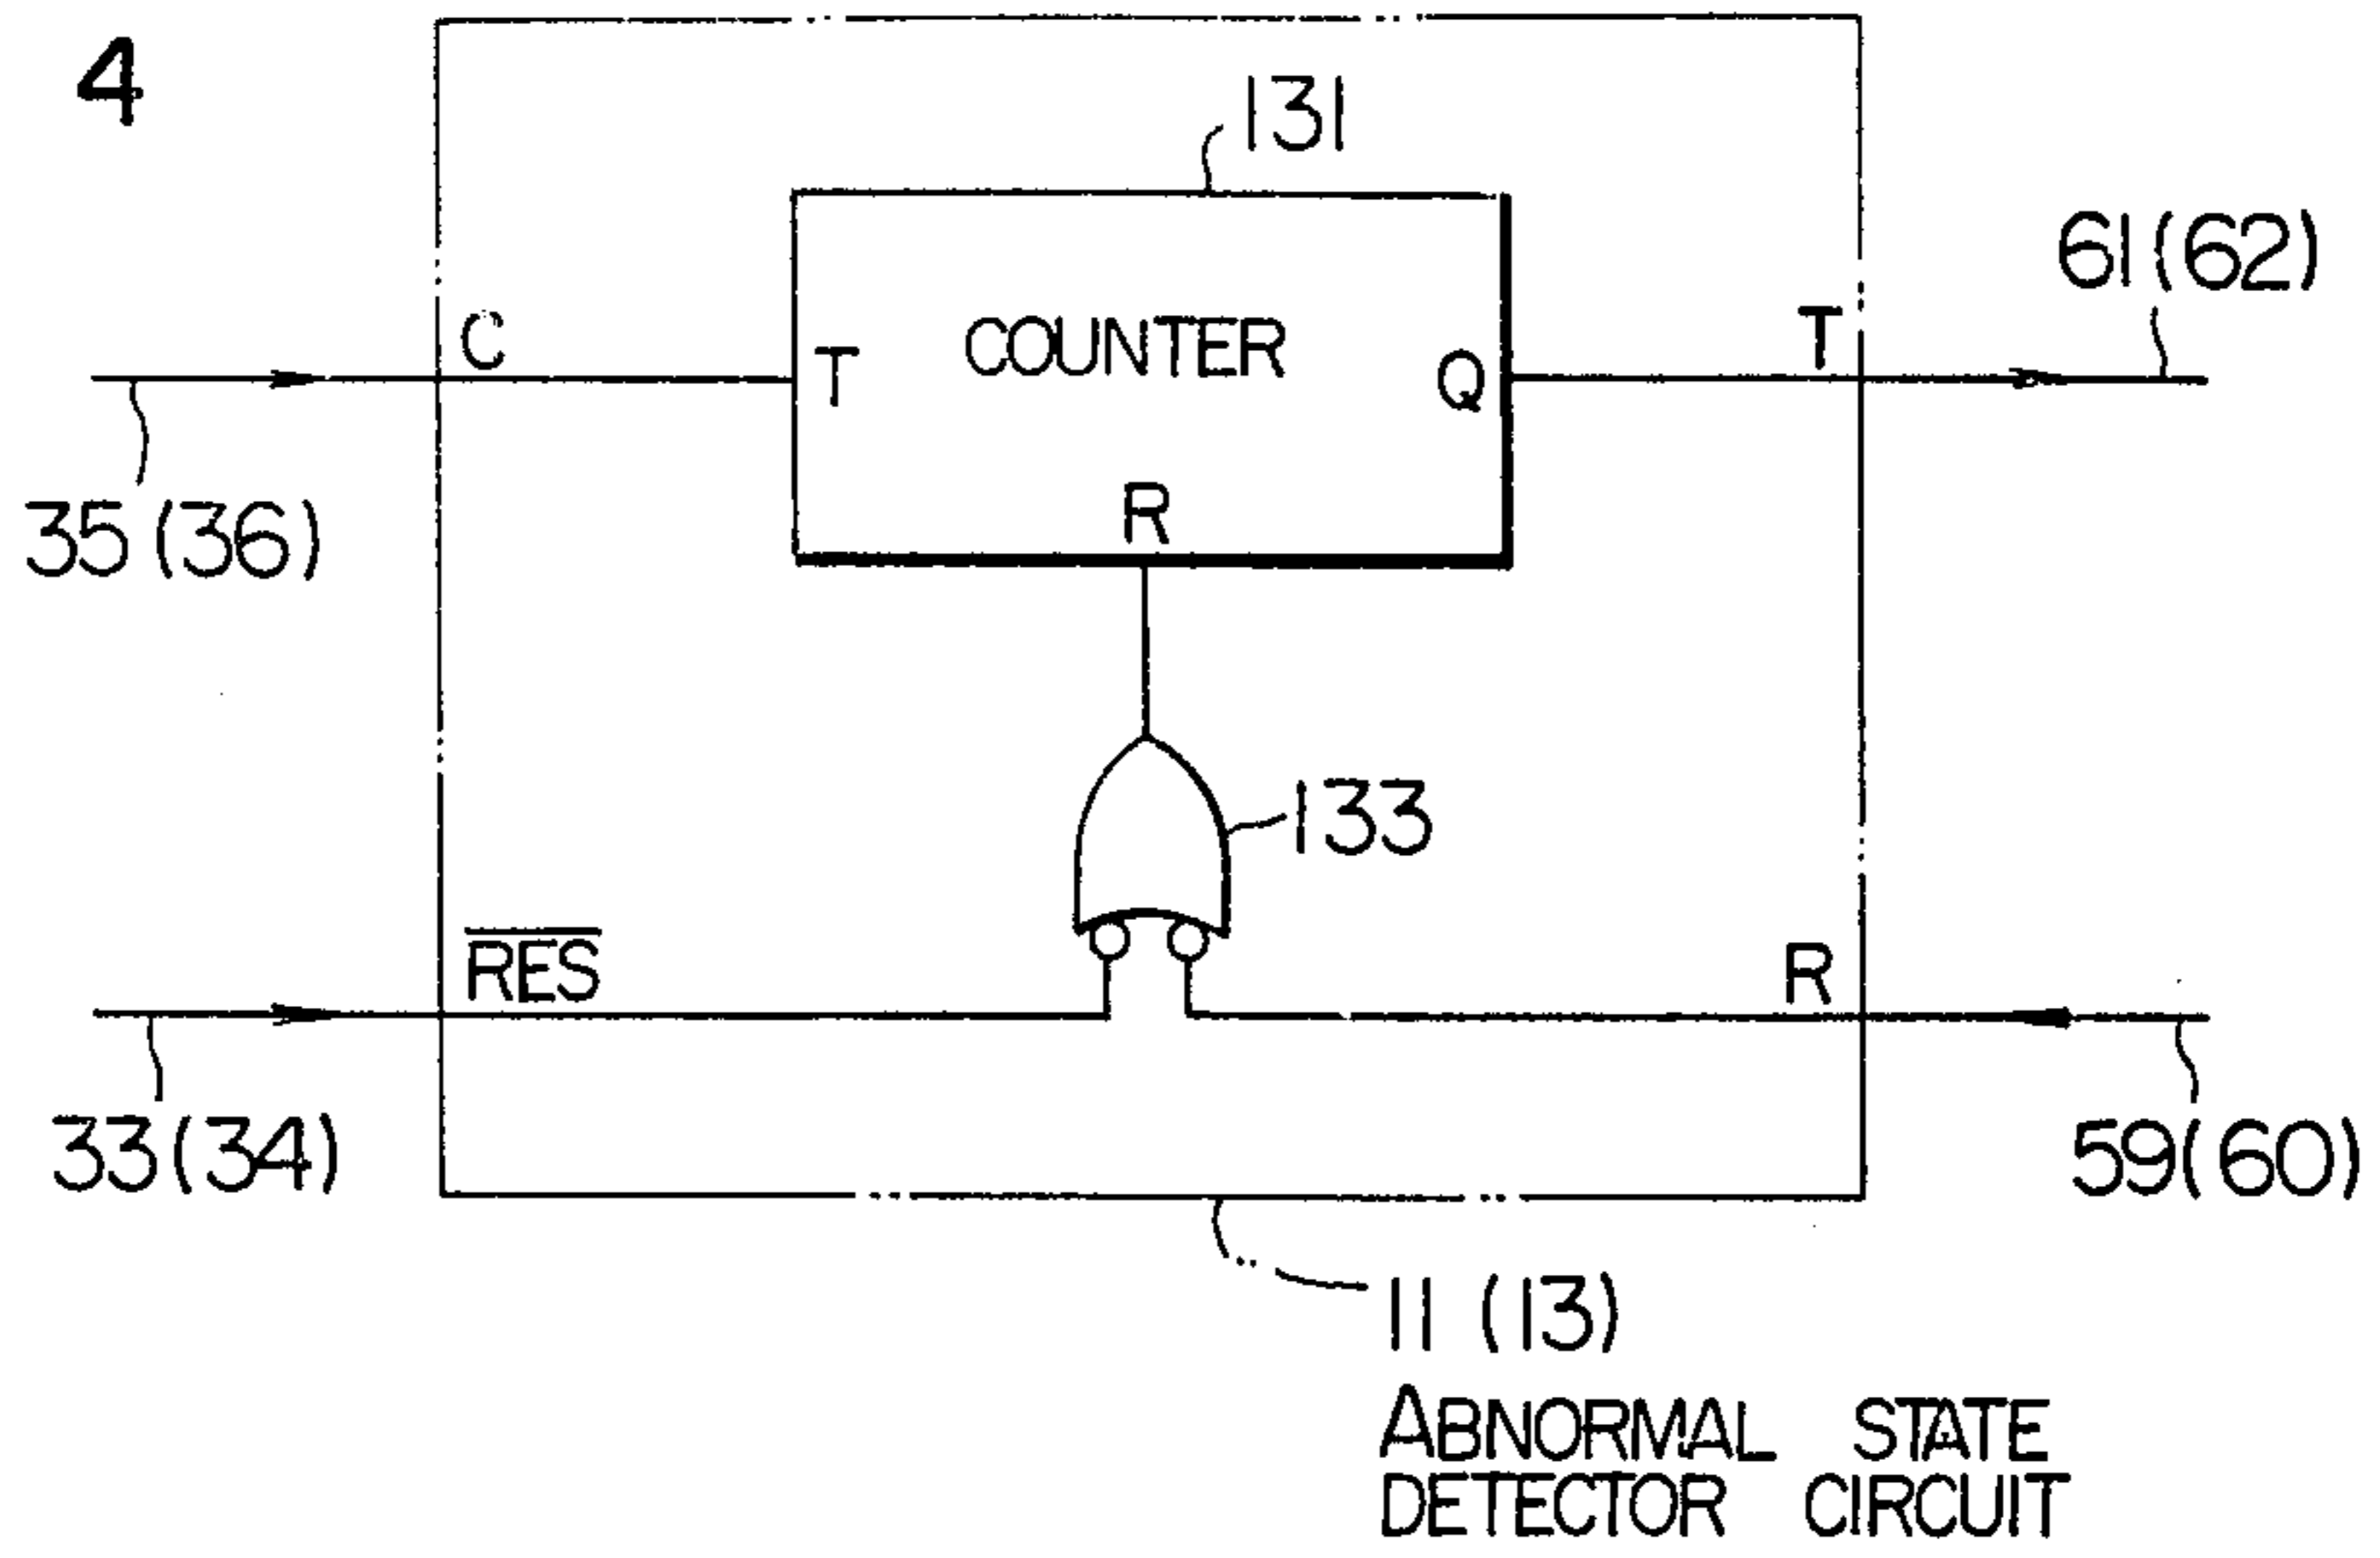 4
131
61(62)
C
T
COUNTER
Q
T
35(36)
R
133
RES
R
33(34)
59(60)
11 (13)
ABNORMAL STATE
DETECTOR CIRCUIT